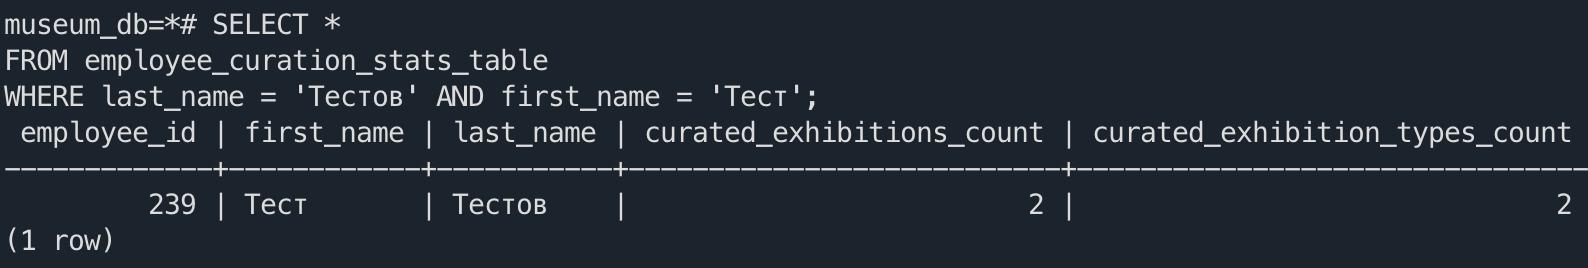 museum_db=*# SELECT *
FROM employee_curation_stats_table
WHERE last_name = 'Тестов' AND first_name = 'Тест';
 employee_id | first_name | last_name | curated_exhibitions_count | curated_exhibition_types_count
-------------+------------+-----------+---------------------------+--------------------------------
         239 | Тест       | Тестов    |                         2 |                              2
(1 row)